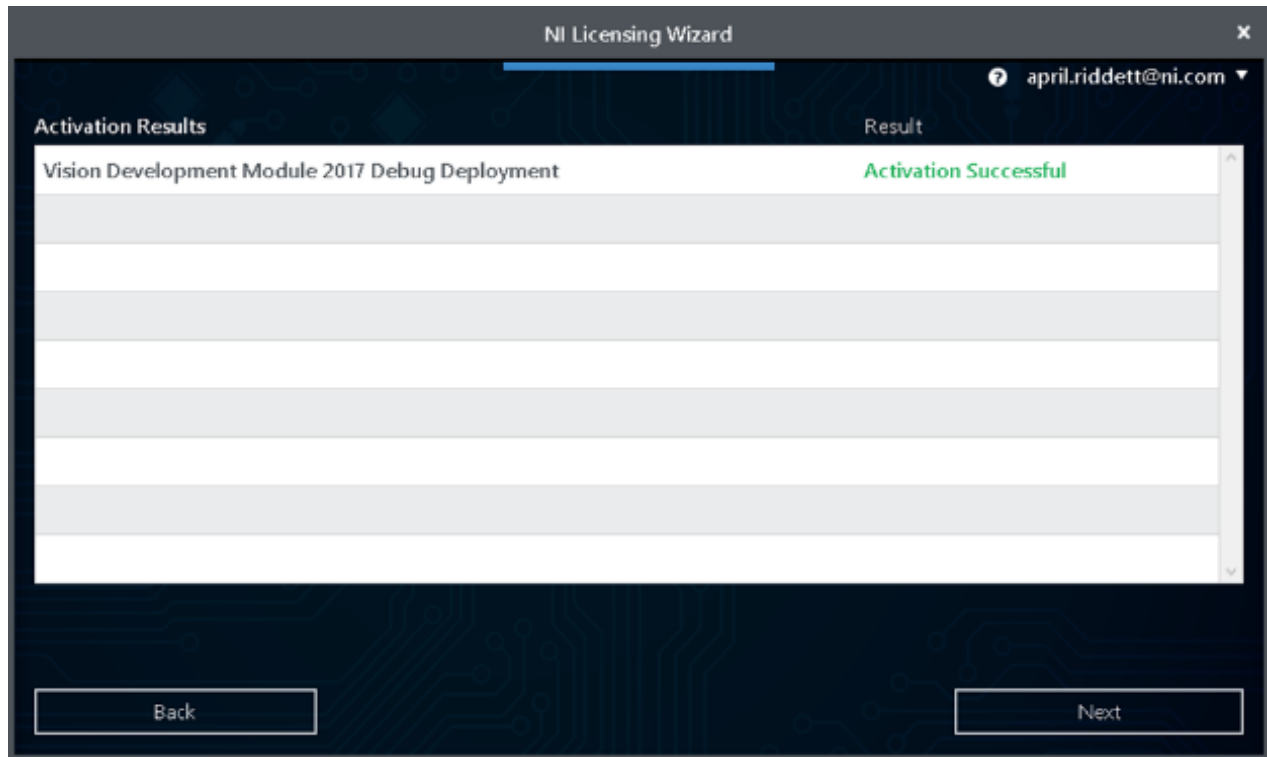 NI Licensing Wizard
april.riddett@ni.com
Activation Results Result
Vision Development Module 2017 Debug Deployment Activation Successful
Back Next